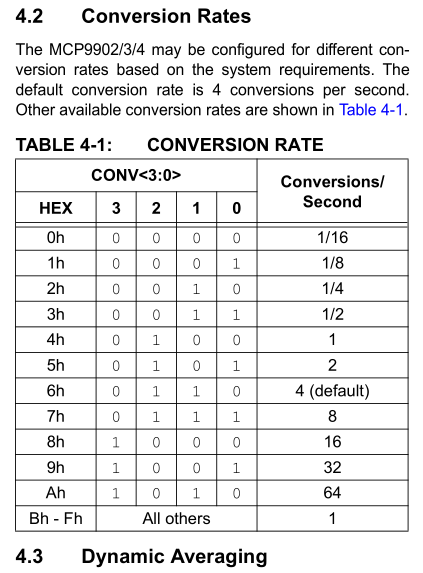 4.2 Conversion Rates
The MCP9902/3/4 may be configured for different con-
version rates based on the system requirements. The
default conversion rate is 4 conversions per second.
Other available conversion rates are shown in Table 4-1.
TABLE 4-1: CONVERSION RATE
CONV<3:0> Conversions/
Second
HEX 3 2 1 0
0h 0 0 0 0 1/16
1h 0 0 0 1 1/8
2h 0 0 1 0 1/4
3h 0 0 1 1 1/2
4h 0 1 0 0 1
5h 0 1 0 1 2
6h 0 1 1 0 4 (default)
7h 0 1 1 1 8
8h 1 0 0 0 16
9h 1 0 0 1 32
Ah 1 0 1 0 64
Bh - Fh All others 1
4.3 Dynamic Averaging